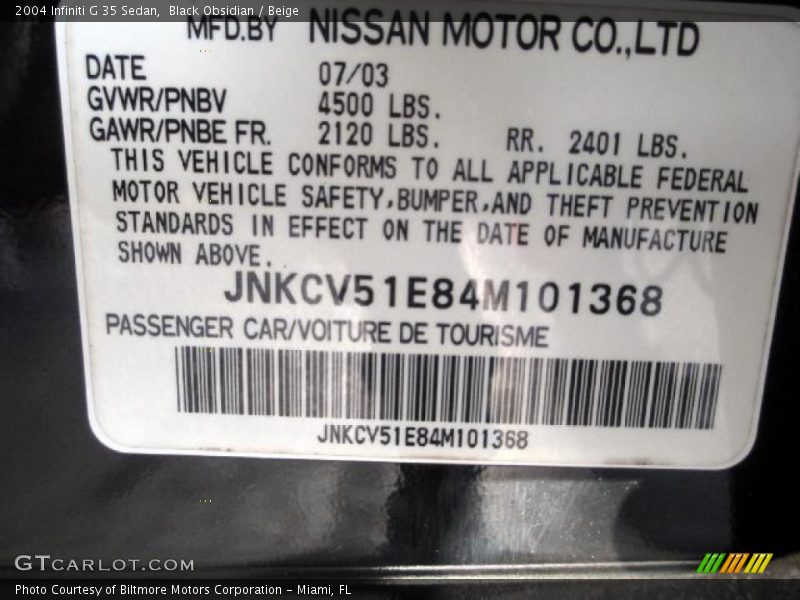 2004 Infiniti G 35 Sedan, Black Obsidian / Beige
MFD.BY NISSAN MOTOR CO.,LTD
DATE 07/03
GVWR/PNBV 4500 LBS.
GAWR/PNBE FR. 2120 LBS. RR. 2401 LBS.
THIS VEHICLE CONFORMS TO ALL APPLICABLE FEDERAL
MOTOR VEHICLE SAFETY,BUMPER,AND THEFT PREVENTION
STANDARDS IN EFFECT ON THE DATE OF MANUFACTURE
SHOWN ABOVE.
JNKCV51E84M101368
PASSENGER CAR/VOITURE DE TOURISME
JNKCV51E84M101368
GTCARLOT.COM
Photo Courtesy of Biltmore Motors Corporation - Miami, FL